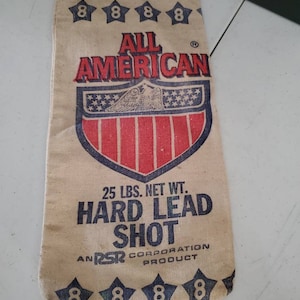 8 8 8 8
ALL ®
AMERICAN
25 LBS. NET WT.
HARD LEAD
SHOT
AN RSR CORPORATION
PRODUCT
8 8 8 8